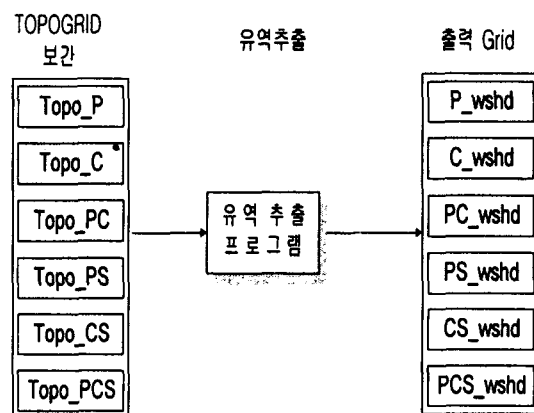 TOPOGRID
보간
Topo_P
Topo_C
Topo_PC
Topo_PS
Topo_CS
Topo_PCS
유역추출
유역 추출
프로그램
출력 Grid
P_wshd
C_wshd
PC_wshd
PS_wshd
CS_wshd
PCS_wshd